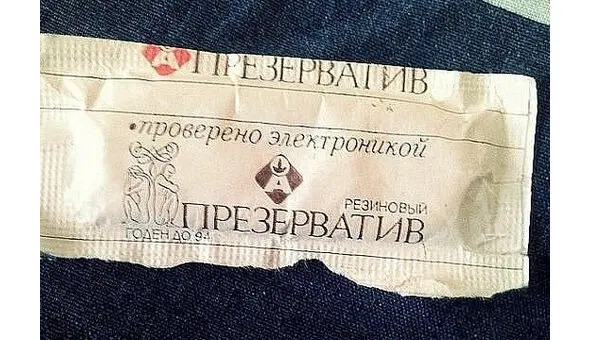 ПРЕЗЕРВАТИВ
•проверено электроникой
РЕЗИНОВЫЙ
ПРЕЗЕРВАТИВ
ГОДЕН ДО 94